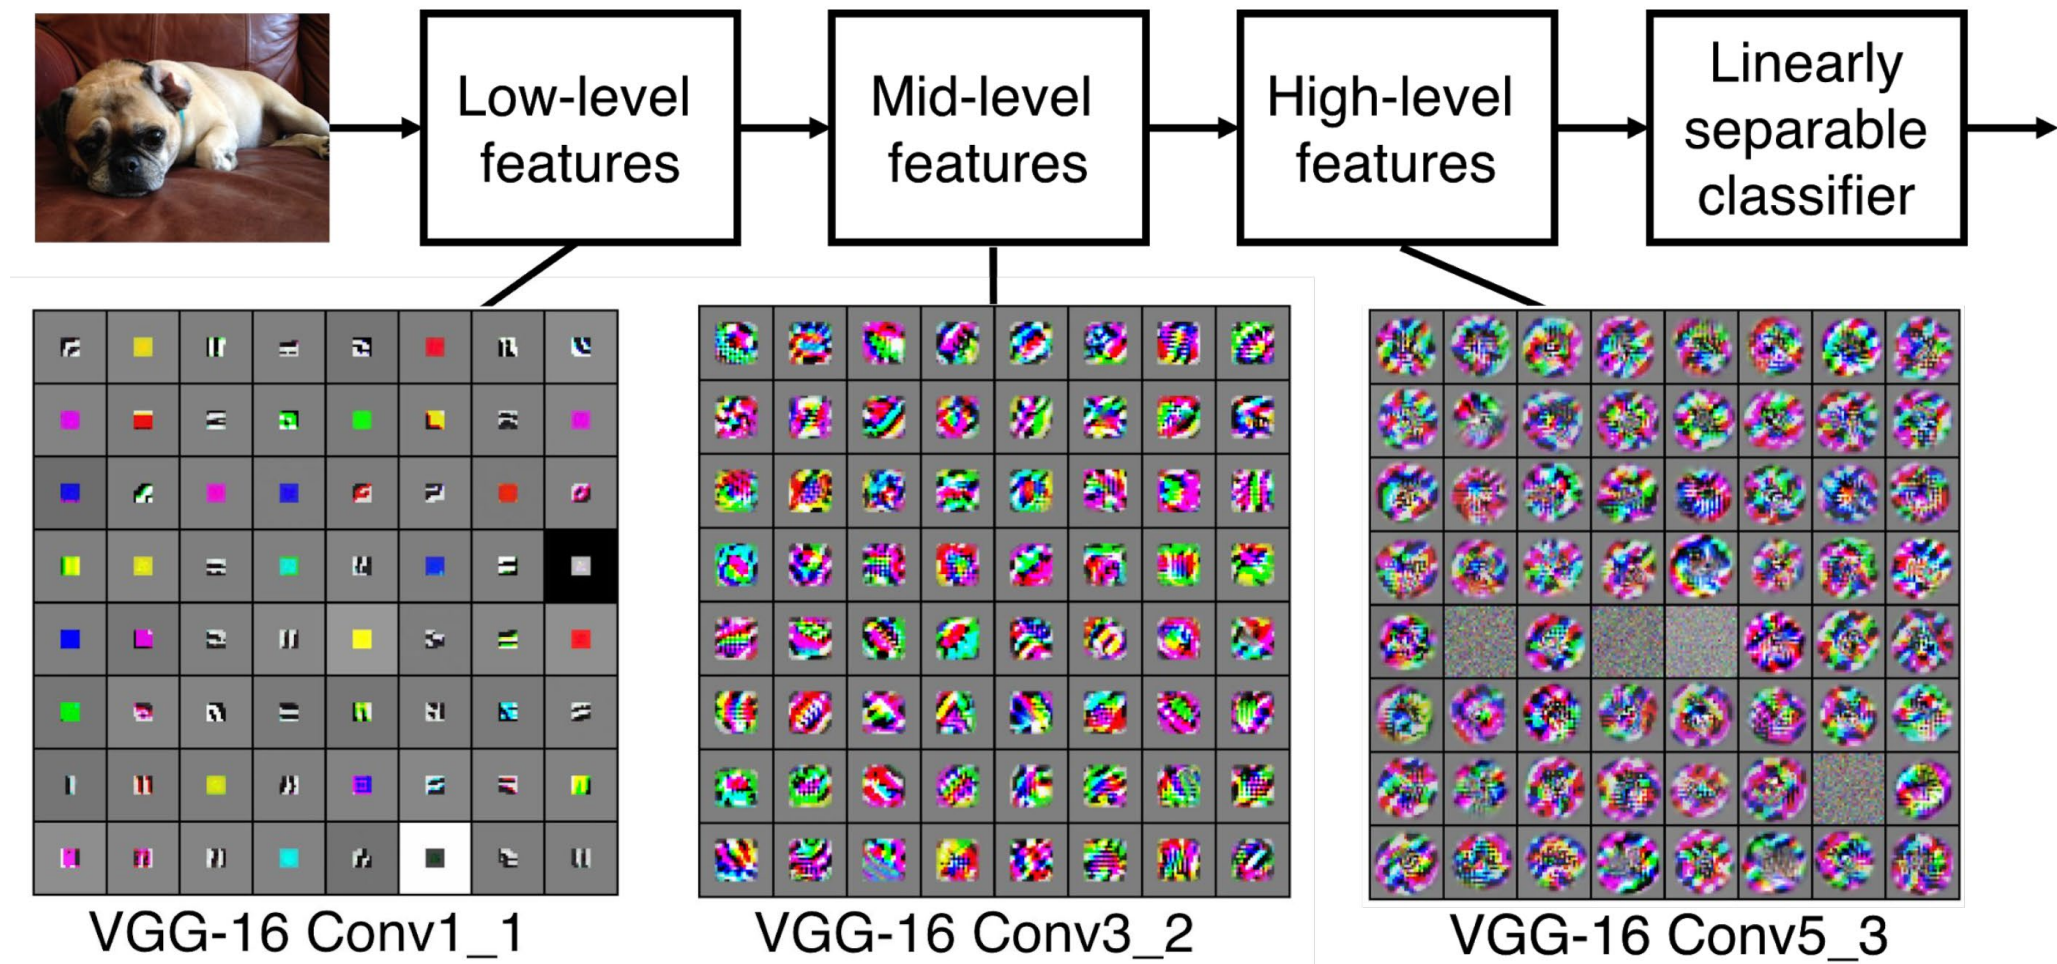 Low-level
features
Mid-level
features
High-level
features
Linearly
separable
classifier
VGG-16 Conv1_1
VGG-16 Conv3_2
VGG-16 Conv5_3